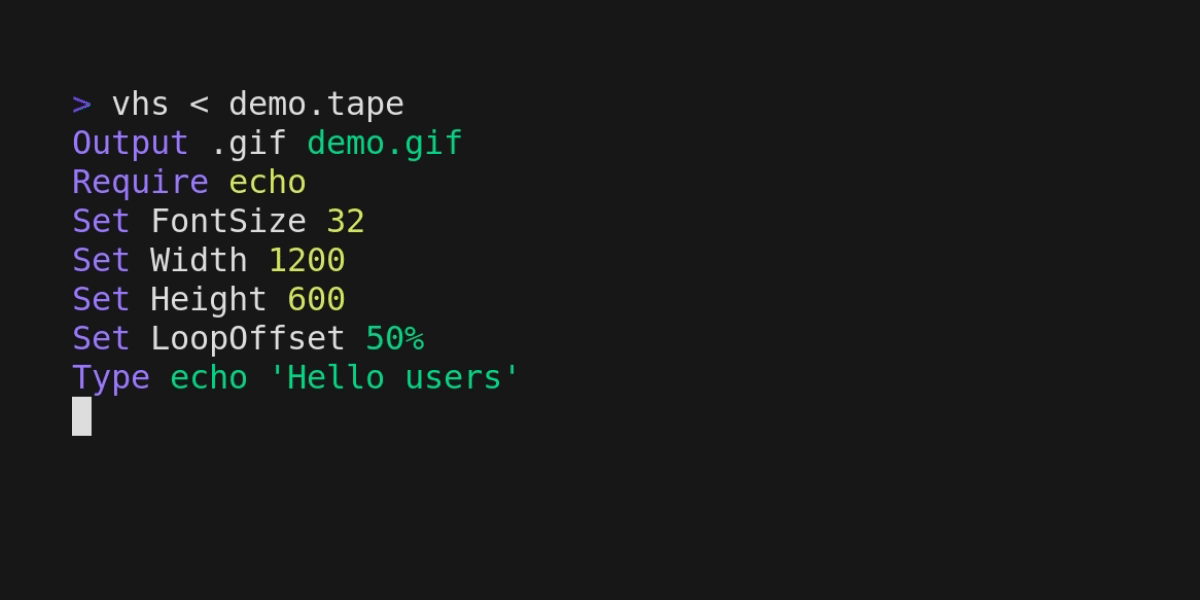 > vhs < demo.tape
Output .gif demo.gif
Require echo
Set FontSize 32
Set Width 1200
Set Height 600
Set LoopOffset 50%
Type echo 'Hello users'